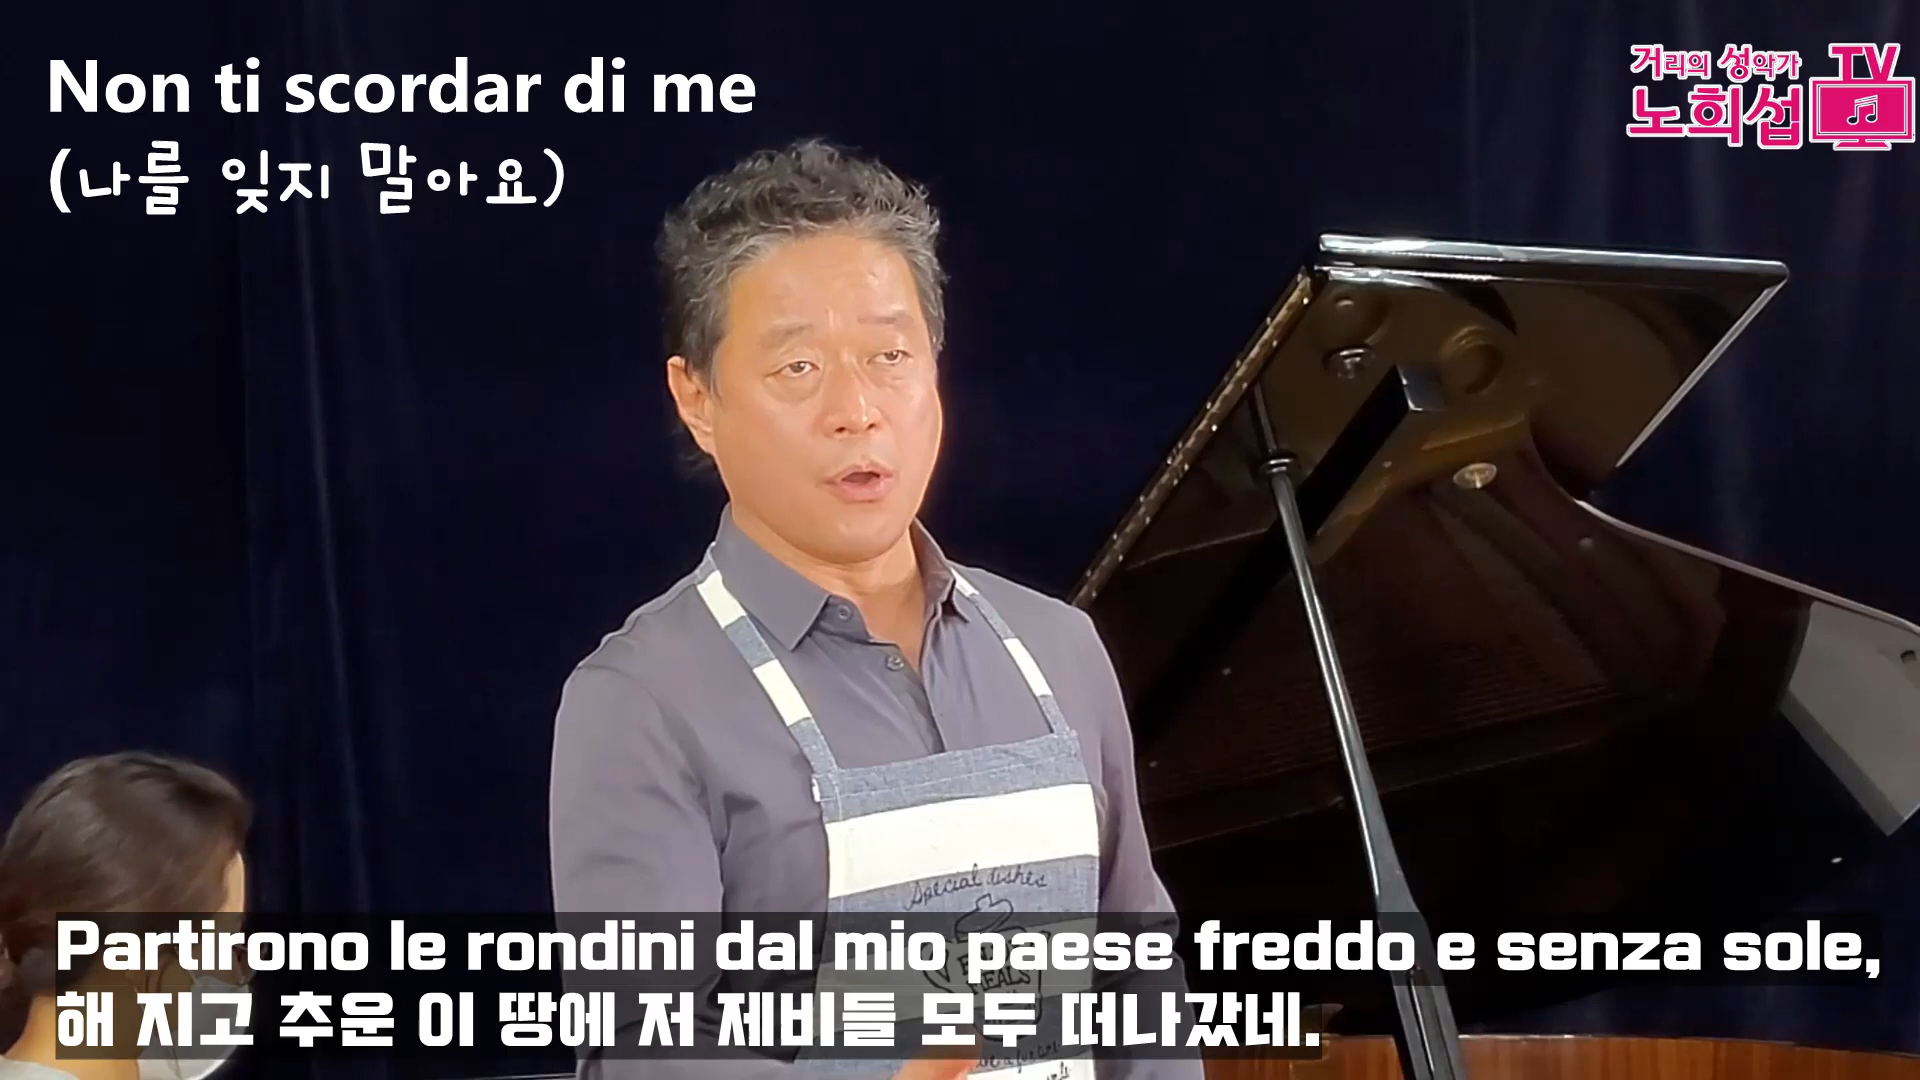 Non ti scordar di me
(나를 잊지 말아요)
거리의 성악가
노희섭
TV
Special dishes
MEALS
Partirono le rondini dal mio paese freddo e senza sole,
해 지고 추운 이 땅에 저 제비들 모두 떠나갔네.